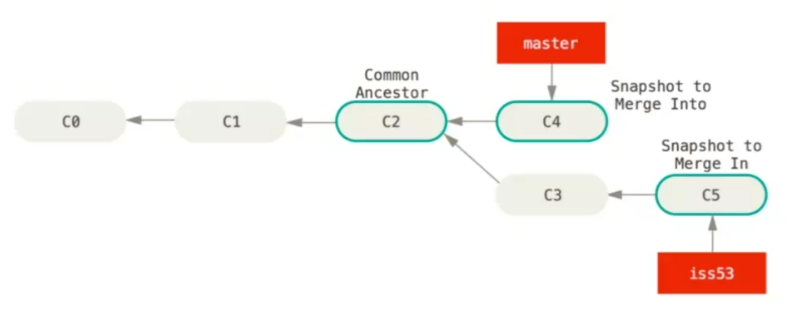 master
Common
Ancestor
Snapshot to
Merge Into
C0
C1
C2
C4
Snapshot to
Merge In
C3
C5
iss53